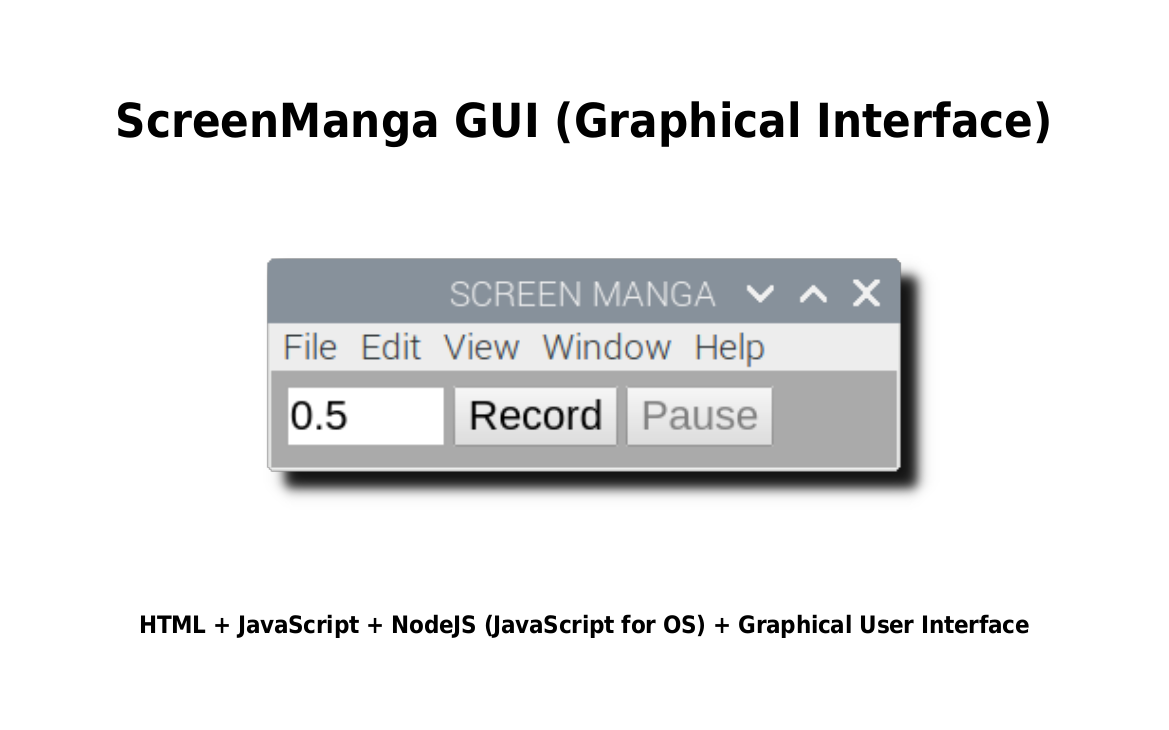 ScreenManga GUI (Graphical Interface)
SCREEN MANGA
File Edit View Window Help
0.5 Record Pause
HTML + JavaScript + NodeJS (JavaScript for OS) + Graphical User Interface